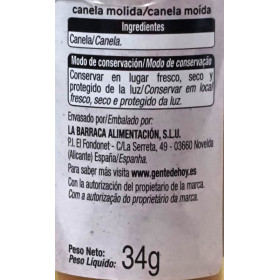 canela molida/canela moida
Ingredientes
Canela/Canela.
Modo de conservación/Modo de conservação
Conservar en lugar fresco, seco y
protegido de la luz/Conservar em local
fresco, seco e protegido da luz.
Envasado por/Embalado por:
LA BARRACA ALIMENTACIÓN, S.L.U.
P.I. El Fondonet - C/La Serreta, 49 - 03660 Novelda
(Alicante) España/Espanha.
Para saber más visita www.gentedehoy.es
Con la autorización del propietario de la marca.
Com a autorização do proprietário da marca.
Peso Neto:
Peso Líquido: 34g